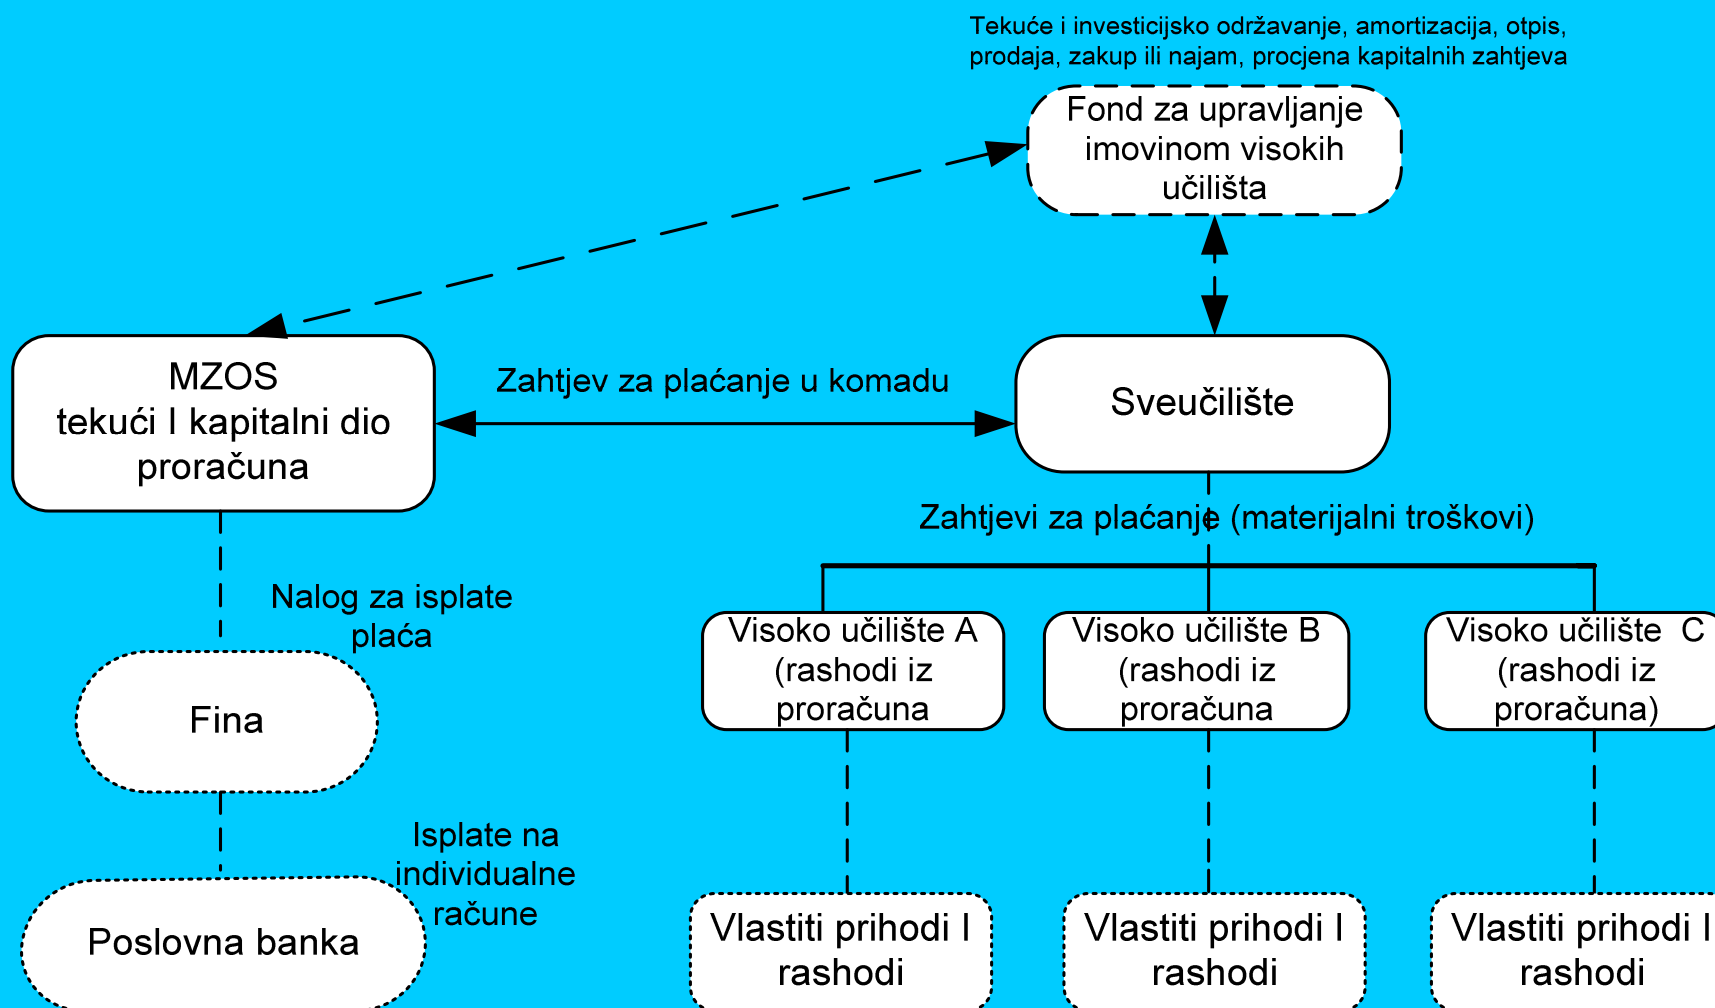 Tekuće i investicijsko održavanje, amortizacija, otpis,
prodaja, zakup ili najam, procjena kapitalnih zahtjeva
Fond za upravljanje
imovinom visokih
učilišta
MZOS
tekući I kapitalni dio
proračuna
Zahtjev za plaćanje u komadu
Sveučilište
Zahtjevi za plaćanje (materijalni troškovi)
Nalog za isplate
plaća
Visoko učilište A
(rashodi iz
proračuna
Visoko učilište B
(rashodi iz
proračuna
Visoko učilište  C
(rashodi iz
proračuna)
Fina
Isplate na
individualne
račune
Poslovna banka
Vlastiti prihodi I
rashodi
Vlastiti prihodi I
rashodi
Vlastiti prihodi I
rashodi